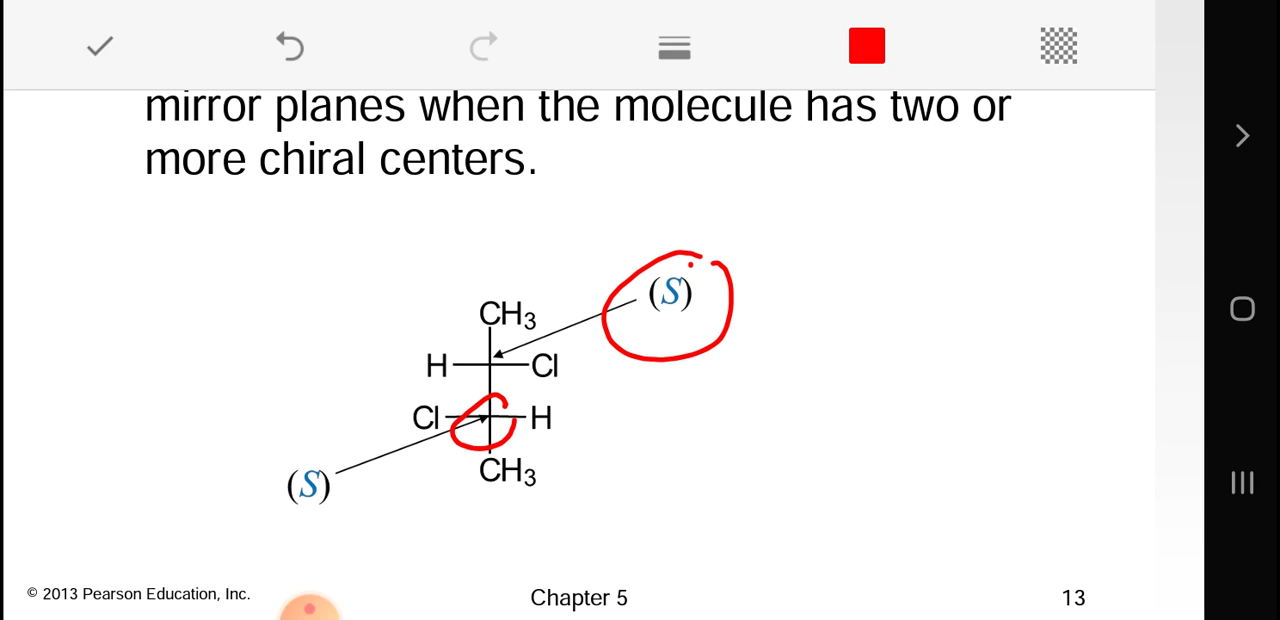 mirror planes when the molecule has two or
more chiral centers.
(S)
CH3
H Cl
Cl H
CH3
(S)
© 2013 Pearson Education, Inc. Chapter 5 13